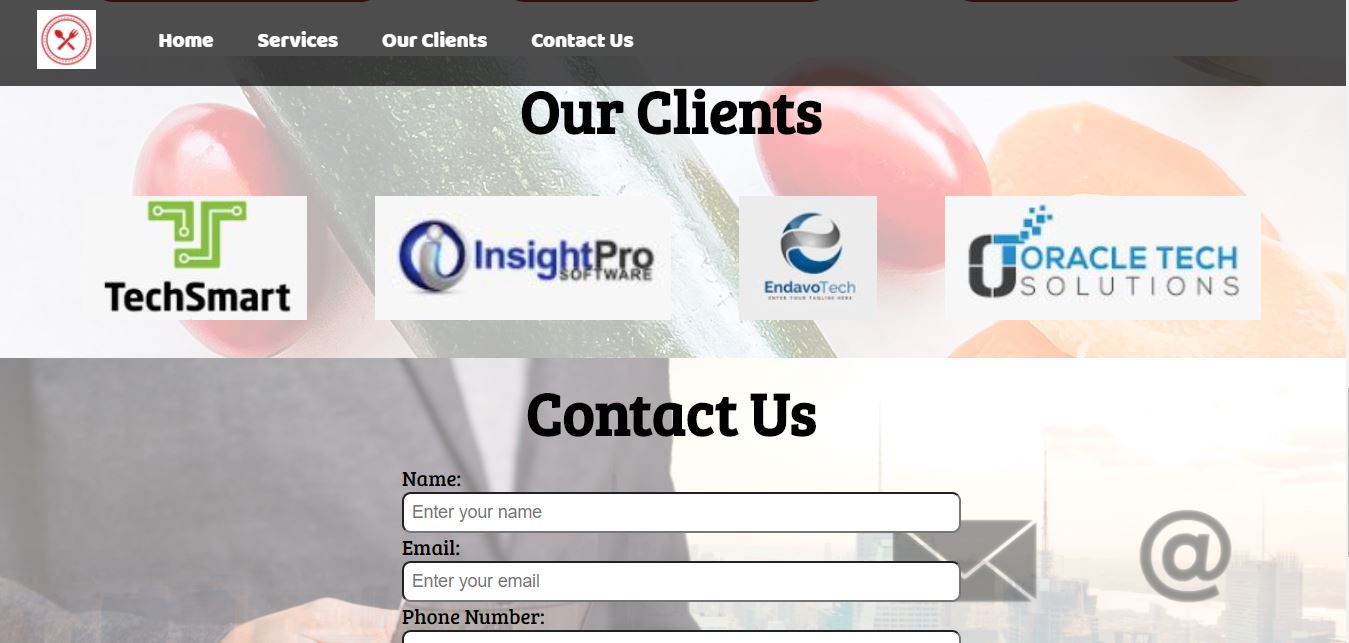 Home Services Our Clients Contact Us
Our Clients
TechSmart
InsightPro
SOFTWARE
EndavoTech
ENTER YOUR TAGLINE HERE
ORACLE TECH
SOLUTIONS
Contact Us
Name:
Enter your name
Email:
Enter your email
Phone Number: